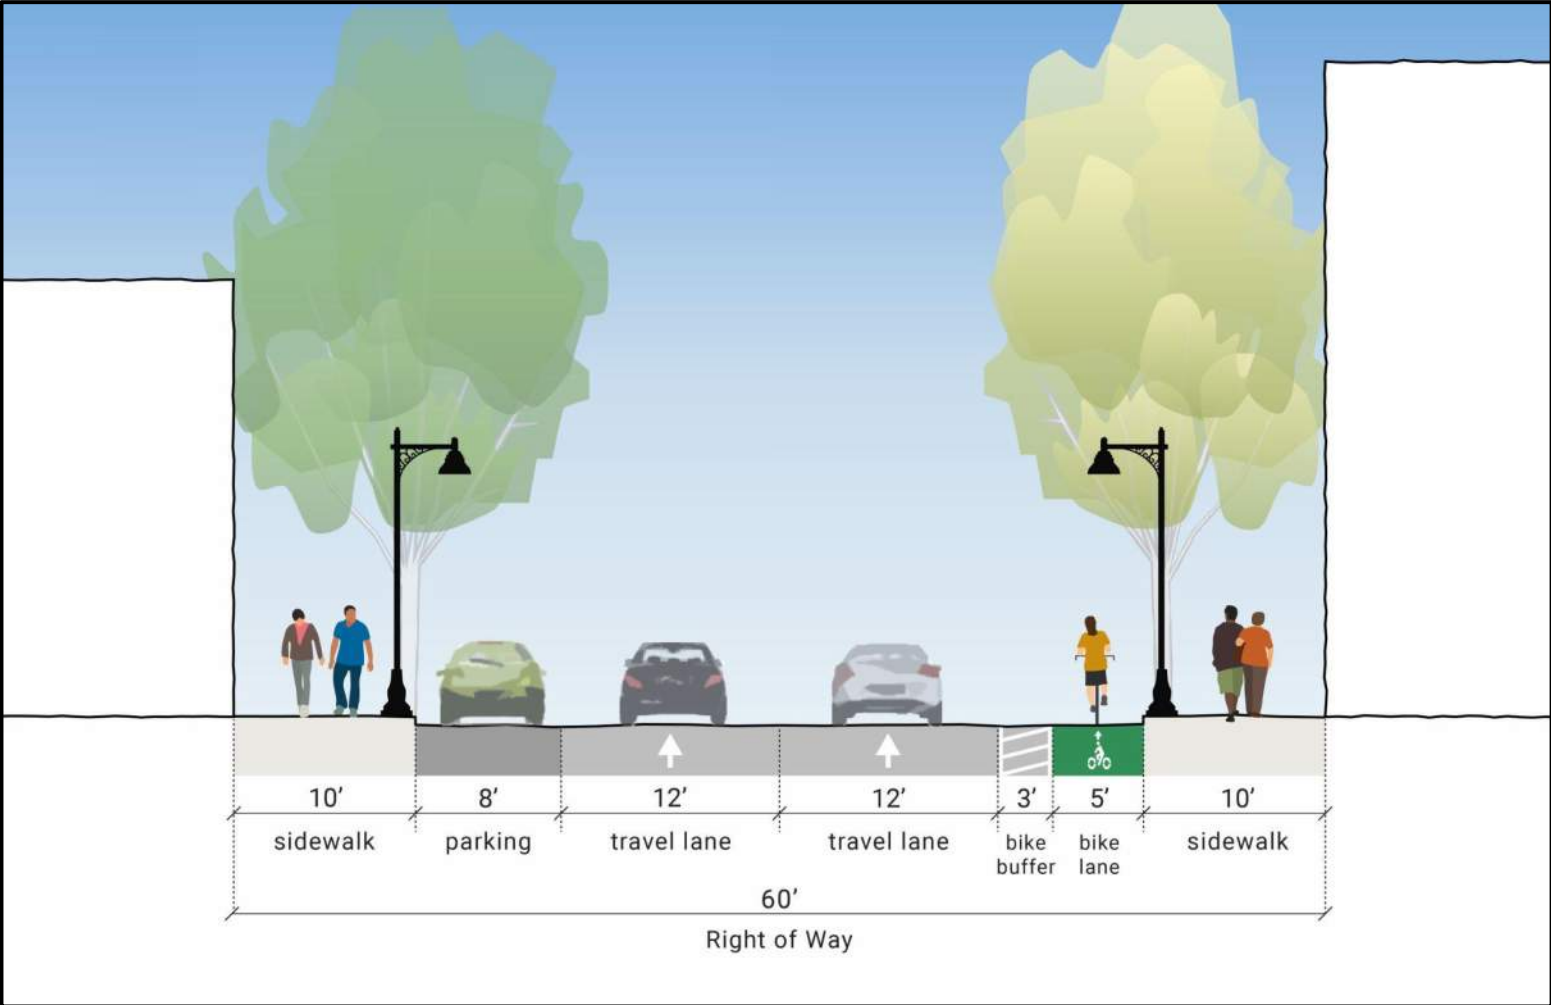 10’ 8’ 12’ 12’ 3’ 5’ 10’
sidewalk parking travel lane travel lane bike buffer bike lane sidewalk
60’
Right of Way